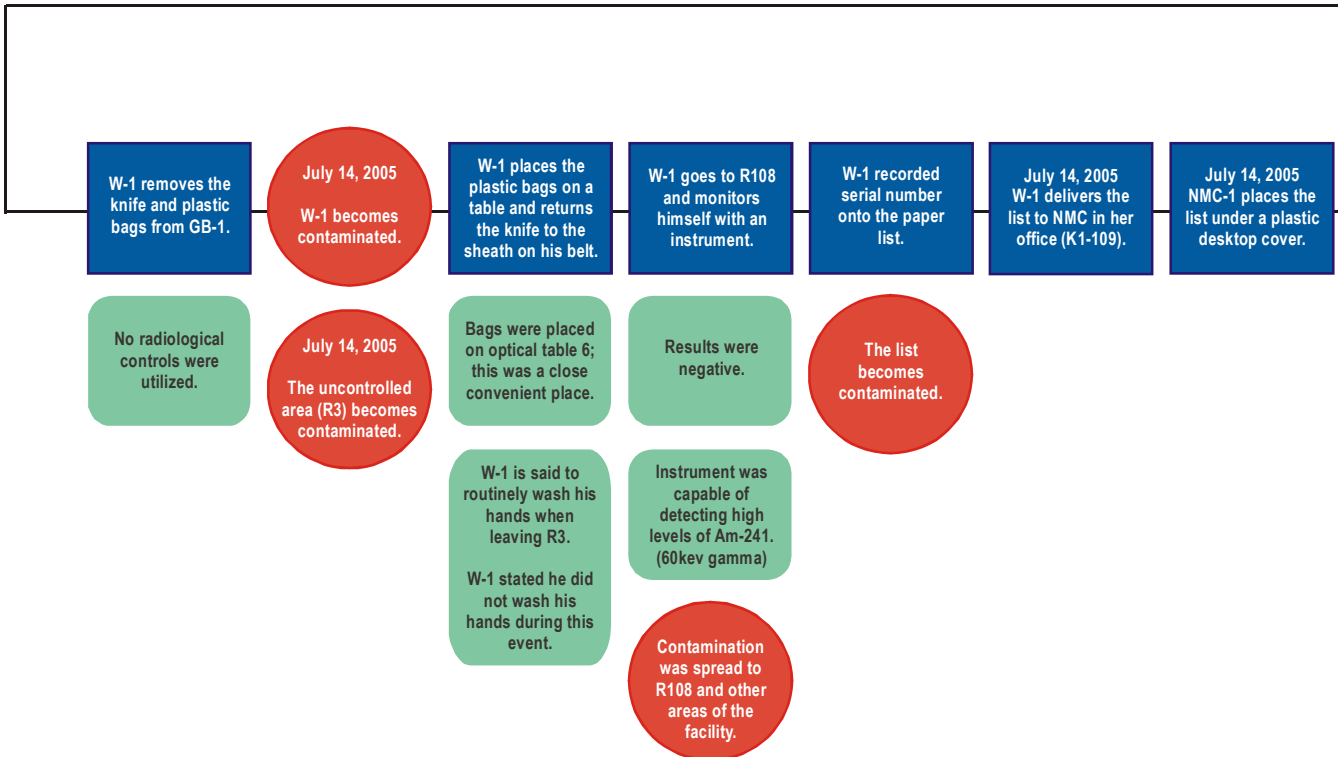 W-1 removes the
knife and plastic
bags from GB-1.
July 14, 2005
W-1 becomes
contaminated.
W-1 places the
plastic bags on a
table and returns
the knife to the
sheath on his belt.
W-1 goes to R108
and monitors
himself with an
instrument.
W-1 recorded
serial number
onto the paper
list.
July 14, 2005
W-1 delivers the
list to NMC in her
office (K1-109).
July 14, 2005
NMC-1 places the
list under a plastic
desktop cover.
No radiological
controls were
utilized.
July 14, 2005
The uncontrolled
area (R3) becomes
contaminated.
Bags were placed
on optical table 6;
this was a close
convenient place.
Results were
negative.
The list
becomes
contaminated.
W-1 is said to
routinely wash his
hands when
leaving R3.
W-1 stated he did
not wash his
hands during this
event.
Instrument was
capable of
detecting high
levels of Am-241.
(60kev gamma)
Contamination
was spread to
R108 and other
areas of the
facility.